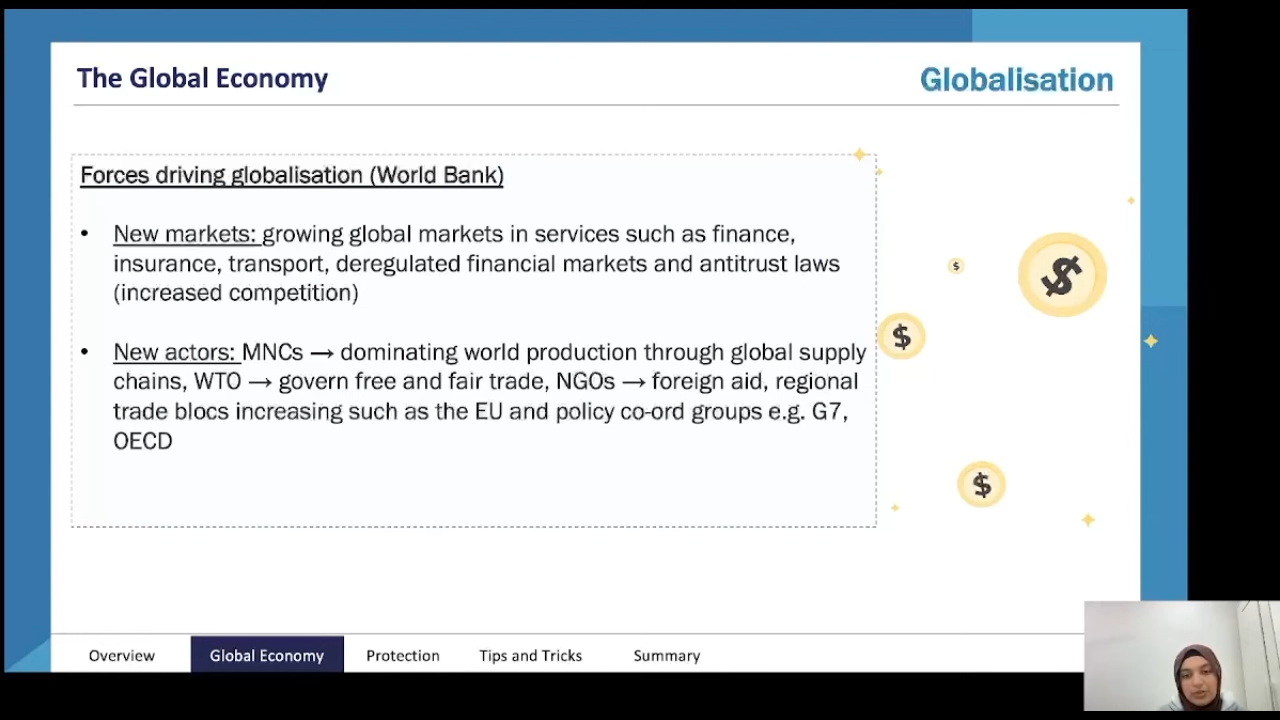 The Global Economy
Globalisation
Forces driving globalisation (World Bank)
• New markets: growing global markets in services such as finance,
insurance, transport, deregulated financial markets and antitrust laws
(increased competition)
• New actors: MNCs → dominating world production through global supply
chains, WTO → govern free and fair trade, NGOs → foreign aid, regional
trade blocs increasing such as the EU and policy co-ord groups e.g. G7,
OECD
$
$
$
$
Overview Global Economy Protection Tips and Tricks Summary